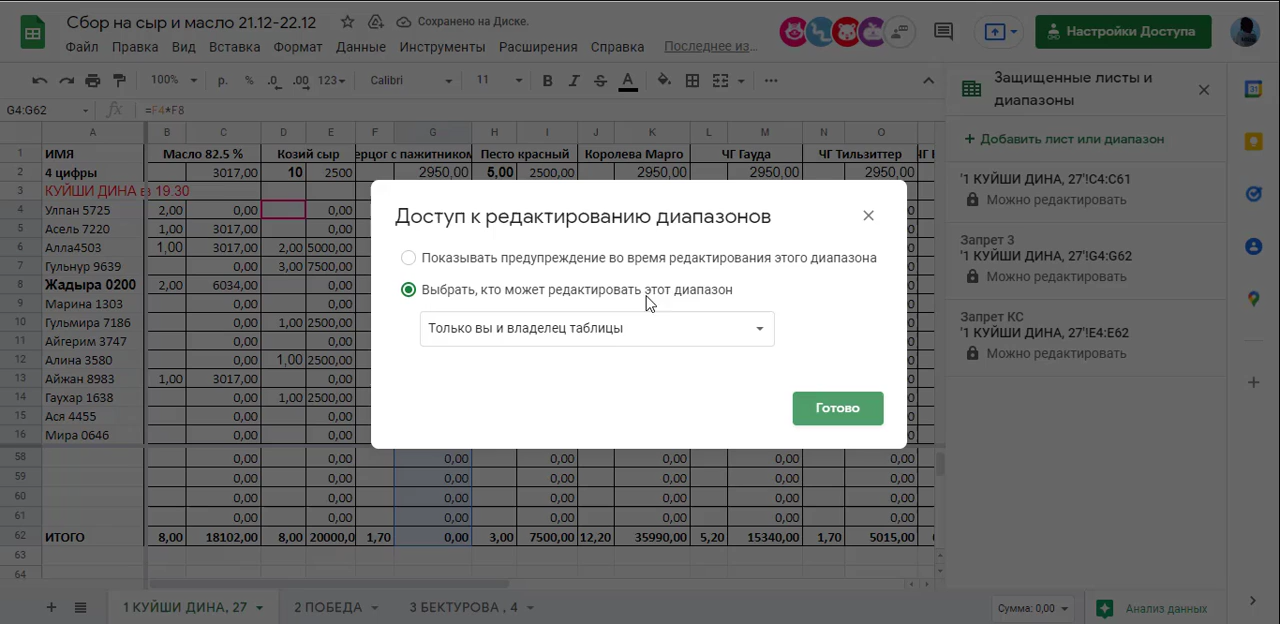 Сбор на сыр и масло 21.12-22.12
Сохранено на Диске.
Файл Правка Вид Вставка Формат Данные Инструменты Расширения Справка Последнее из…
Настройки Доступа
100% р. % .0 .00 123 Calibri 11 B I S A
G4:G62 fx =F4*F8
A B C D E F G H I J K L M N O
1 ИМЯ Масло 82.5 % Козий сыр ерцог с пажитником Песто красный Королева Марго ЧГ Гауда ЧГ Тильзиттер
2 4 цифры 3017,00 10 2500 2950,00 5,00 2500,00 2950,00 2950,00 2950,00
3 КУЙШИ ДИНА в 19.30
4 Улпан 5725 2,00 0,00 0,00
5 Асель 7220 1,00 3017,00 0,00
6 Алла4503 1,00 3017,00 2,00 5000,00
7 Гульнур 9639 0,00 3,00 7500,00
8 Жадыра 0200 2,00 6034,00 0,00
9 Марина 1303 0,00 0,00
10 Гульмира 7186 0,00 1,00 2500,00
11 Айгерим 3747 0,00 0,00
12 Алина 3580 0,00 1,00 2500,00
13 Айжан 8983 1,00 3017,00 0,00
14 Гаухар 1638 0,00 1,00 2500,00
15 Ася 4455 0,00 0,00
16 Мира 0646 0,00 0,00
58 0,00 0,00 0,00 0,00 0,00 0,00 0,00
59 0,00 0,00 0,00 0,00 0,00 0,00 0,00
60 0,00 0,00 0,00 0,00 0,00 0,00 0,00
61 0,00 0,00 0,00 0,00 0,00 0,00 0,00
62 ИТОГО 8,00 18102,00 8,00 20000,0 1,70 0,00 3,00 7500,00 12,20 35990,00 5,20 15340,00 1,70 5015,00
63
64
Доступ к редактированию диапазонов
Показывать предупреждение во время редактирования этого диапазона
Выбрать, кто может редактировать этот диапазон
Только вы и владелец таблицы
Готово
Защищенные листы и
диапазоны
+ Добавить лист или диапазон
'1 КУЙШИ ДИНА, 27'!C4:C61
Можно редактировать
Запрет 3
'1 КУЙШИ ДИНА, 27'!G4:G62
Можно редактировать
Запрет КС
'1 КУЙШИ ДИНА, 27'!E4:E62
Можно редактировать
1 КУЙШИ ДИНА, 27 2 ПОБЕДА 3 БЕКТУРОВА , 4
Сумма: 0,00
Анализ данных
31